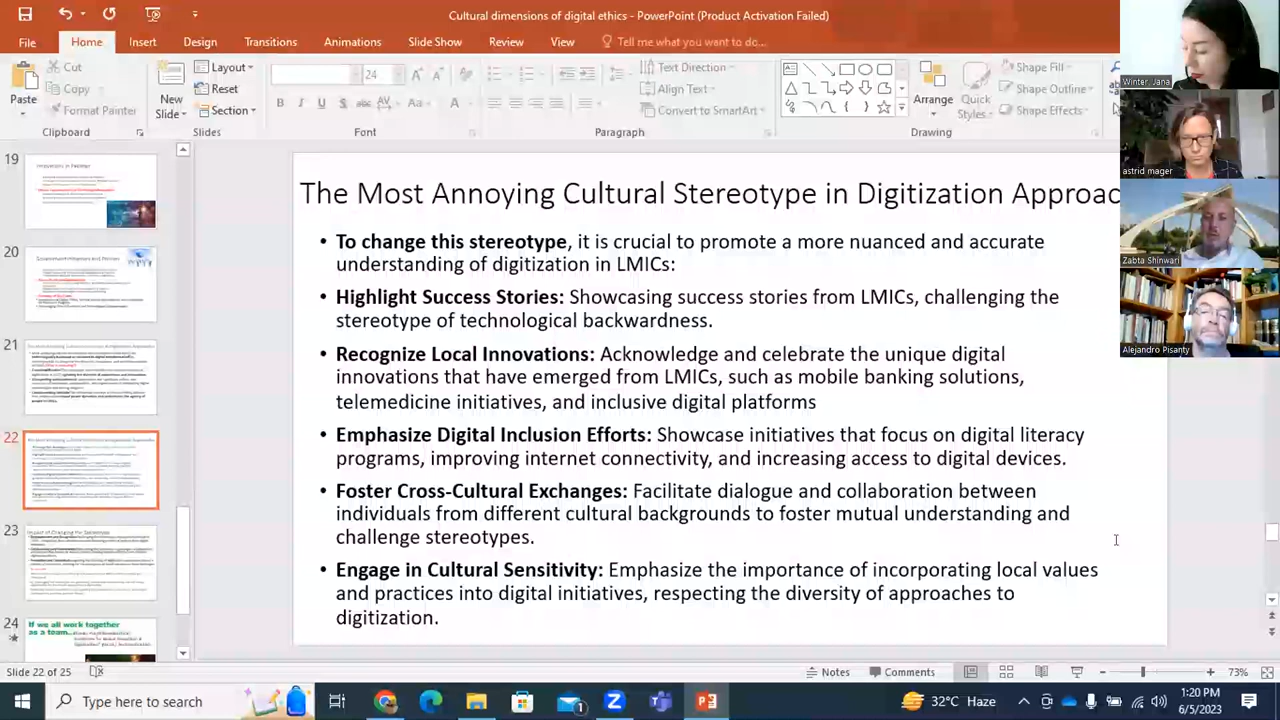 Cultural dimensions of digital ethics - PowerPoint (Product Activation Failed)
File Home Insert Design Transitions Animations Slide Show Review View Tell me what you want to do...
Paste
Cut
Copy
Format Painter
Clipboard
New
Slide
Layout
Reset
Section
Slides
24
Font
Text Direction
Align Text
Convert to SmartArt
Paragraph
Arrange
Quick
Styles
Shape Fill
Shape Outline
Shape Effects
Drawing
Winter, Jana
astrid mager
Zabta Shinwari
Alejandro Pisanty
19
20
21
22
23
Impact of Changing the Stereotype
24
If we all work together
as a team...
The Most Annoying Cultural Stereotype in Digitization Approac
• To change this stereotype, it is crucial to promote a more nuanced and accurate
understanding of digitization in LMICs:
Highlight Success Stories: Showcasing success stories from LMICs, challenging the
stereotype of technological backwardness.
Recognize Local Innovations: Acknowledge the unique digital
innovations that emerged from LMICs, banking solutions,
telemedicine initiatives, and inclusive digital platforms.
• Emphasize Digital Inclusion Efforts: Showcase initiatives that digital literacy
programs, improving internet connectivity, and increasing access devices.
• Foster Cross-Cultural Exchanges: Facilitate dialogue and collaboration between
individuals from different cultural backgrounds to foster mutual understanding and
challenge stereotypes.
• Engage in Cultural Sensitivity: Emphasize the importance of incorporating local values
and practices into digital initiatives, respecting the diversity of approaches to
digitization.
Slide 22 of 25
Notes
Comments
73%
Type here to search
1
32°C Haze
1:20 PM
6/5/2023